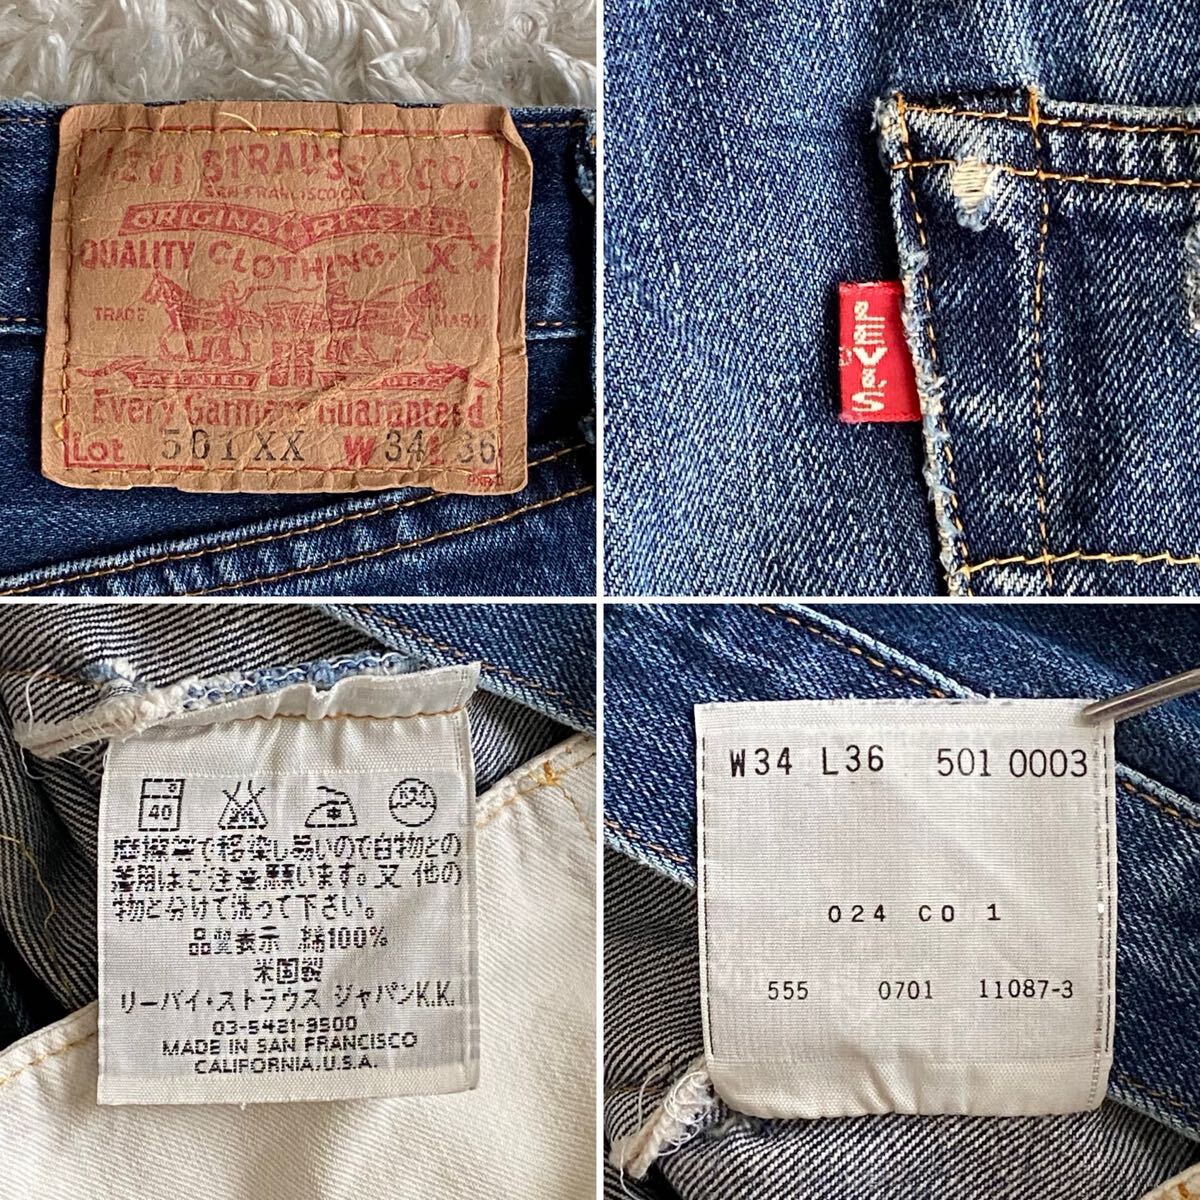 LEVI STRAUSS & CO.
SAN FRANCISCO CAL
ORIGINAL RIVETED
QUALITY CLOTHING. XX
TRADE MARK
PATENTED
Every Garment Guaranteed
Lot 501XX W 34 L 36
LEVI'S
40
摩擦等で移染し易いので白物との
着用はご注意願います。又 他の
物と分けて洗って下さい。
品質表示 綿100%
米国製
リーバイ・ストラウス ジャパンK.K.
03-5421-9500
MADE IN SAN FRANCISCO
CALIFORNIA,U.S.A.
W34 L36 501 0003
024 CO 1
555 0701 11087-3